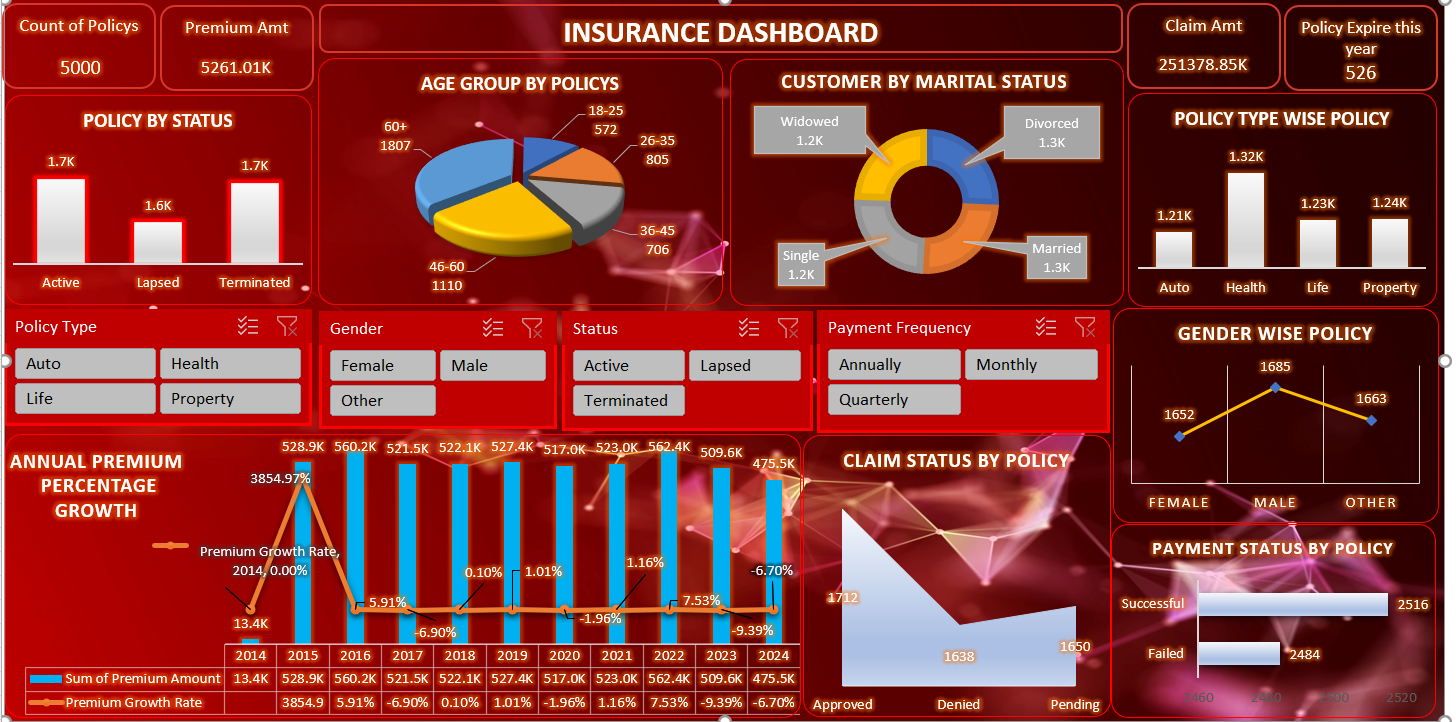 Count of Policys
5000
Premium Amt
5261.01K
INSURANCE DASHBOARD
Claim Amt
251378.85K
Policy Expire this
year
526
POLICY BY STATUS
1.7K
1.6K
1.7K
Active
Lapsed
Terminated
AGE GROUP BY POLICYS
18-25
572
26-35
805
36-45
706
46-60
1110
60+
1807
CUSTOMER BY MARITAL STATUS
Widowed
1.2K
Divorced
1.3K
Single
1.2K
Married
1.3K
POLICY TYPE WISE POLICY
1.21K
1.32K
1.23K
1.24K
Auto
Health
Life
Property
Policy Type
Auto
Health
Life
Property
Gender
Female
Male
Other
Status
Active
Lapsed
Terminated
Payment Frequency
Annually
Monthly
Quarterly
GENDER WISE POLICY
1652
1685
1663
FEMALE
MALE
OTHER
ANNUAL PREMIUM
PERCENTAGE
GROWTH
528.9K 560.2K 521.5K 522.1K 527.4K 517.0K 523.0K 562.4K 509.6K 475.5K
3854.97%
Premium Growth Rate,
2014, 0.00%
13.4K
5.91%
-6.90%
0.10%
1.01%
-1.96%
1.16%
7.53%
-9.39%
-6.70%
2014 2015 2016 2017 2018 2019 2020 2021 2022 2023 2024
Sum of Premium Amount 13.4K 528.9K 560.2K 521.5K 522.1K 527.4K 517.0K 523.0K 562.4K 509.6K 475.5K
Premium Growth Rate 3854.9 5.91% -6.90% 0.10% 1.01% -1.96% 1.16% 7.53% -9.39% -6.70%
CLAIM STATUS BY POLICY
1712
1638
1650
Approved
Denied
Pending
PAYMENT STATUS BY POLICY
Successful
2516
Failed
2484
2460 2480 2500 2520